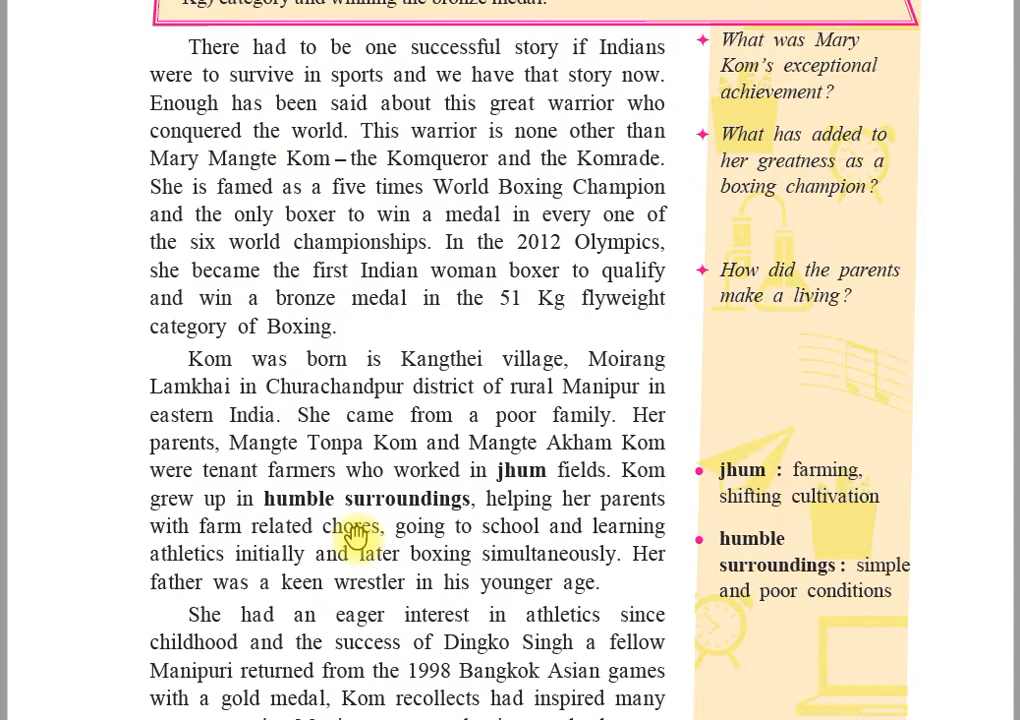 Kg) category and winning the bronze medal.
There had to be one successful story if Indians
were to survive in sports and we have that story now.
Enough has been said about this great warrior who
conquered the world. This warrior is none other than
Mary Mangte Kom – the Komqueror and the Komrade.
She is famed as a five times World Boxing Champion
and the only boxer to win a medal in every one of
the six world championships. In the 2012 Olympics,
she became the first Indian woman boxer to qualify
and win a bronze medal in the 51 Kg flyweight
category of Boxing.
Kom was born is Kangthei village, Moirang
Lamkhai in Churachandpur district of rural Manipur in
eastern India. She came from a poor family. Her
parents, Mangte Tonpa Kom and Mangte Akham Kom
were tenant farmers who worked in jhum fields. Kom
grew up in humble surroundings, helping her parents
with farm related chores, going to school and learning
athletics initially and later boxing simultaneously. Her
father was a keen wrestler in his younger age.
She had an eager interest in athletics since
childhood and the success of Dingko Singh a fellow
Manipuri returned from the 1998 Bangkok Asian games
with a gold medal, Kom recollects had inspired many
What was Mary
Kom's exceptional
achievement?
What has added to
her greatness as a
boxing champion?
How did the parents
make a living?
jhum : farming,
shifting cultivation
humble
surroundings : simple
and poor conditions